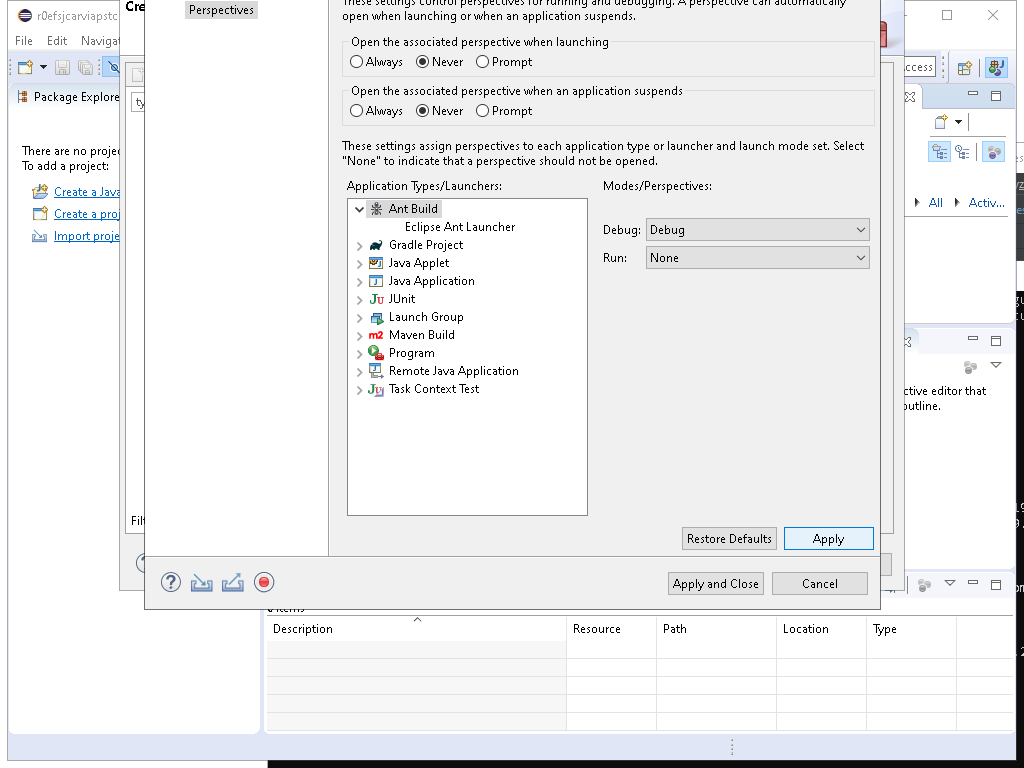 r0efsjcarviapstc
Cre
Perspectives
These settings control perspectives for running and debugging. A perspective can automatically
open when launching or when an application suspends.
File Edit Naviga
Open the associated perspective when launching
Always Never Prompt
ccess
Package Explore
Open the associated perspective when an application suspends
Always Never Prompt
ty
There are no proje
To add a project:
Create a Java
Create a proj
Import proje
These settings assign perspectives to each application type or launcher and launch mode set. Select
"None" to indicate that a perspective should not be opened.
Application Types/Launchers:
Modes/Perspectives:
Ant Build
Eclipse Ant Launcher
Gradle Project
Java Applet
Java Application
JUnit
Launch Group
Maven Build
Program
Remote Java Application
Task Context Test
Debug: Debug
Run: None
All Activ...
ctive editor that
outline.
Filt
Restore Defaults Apply
Apply and Close Cancel
0 items
Description Resource Path Location Type